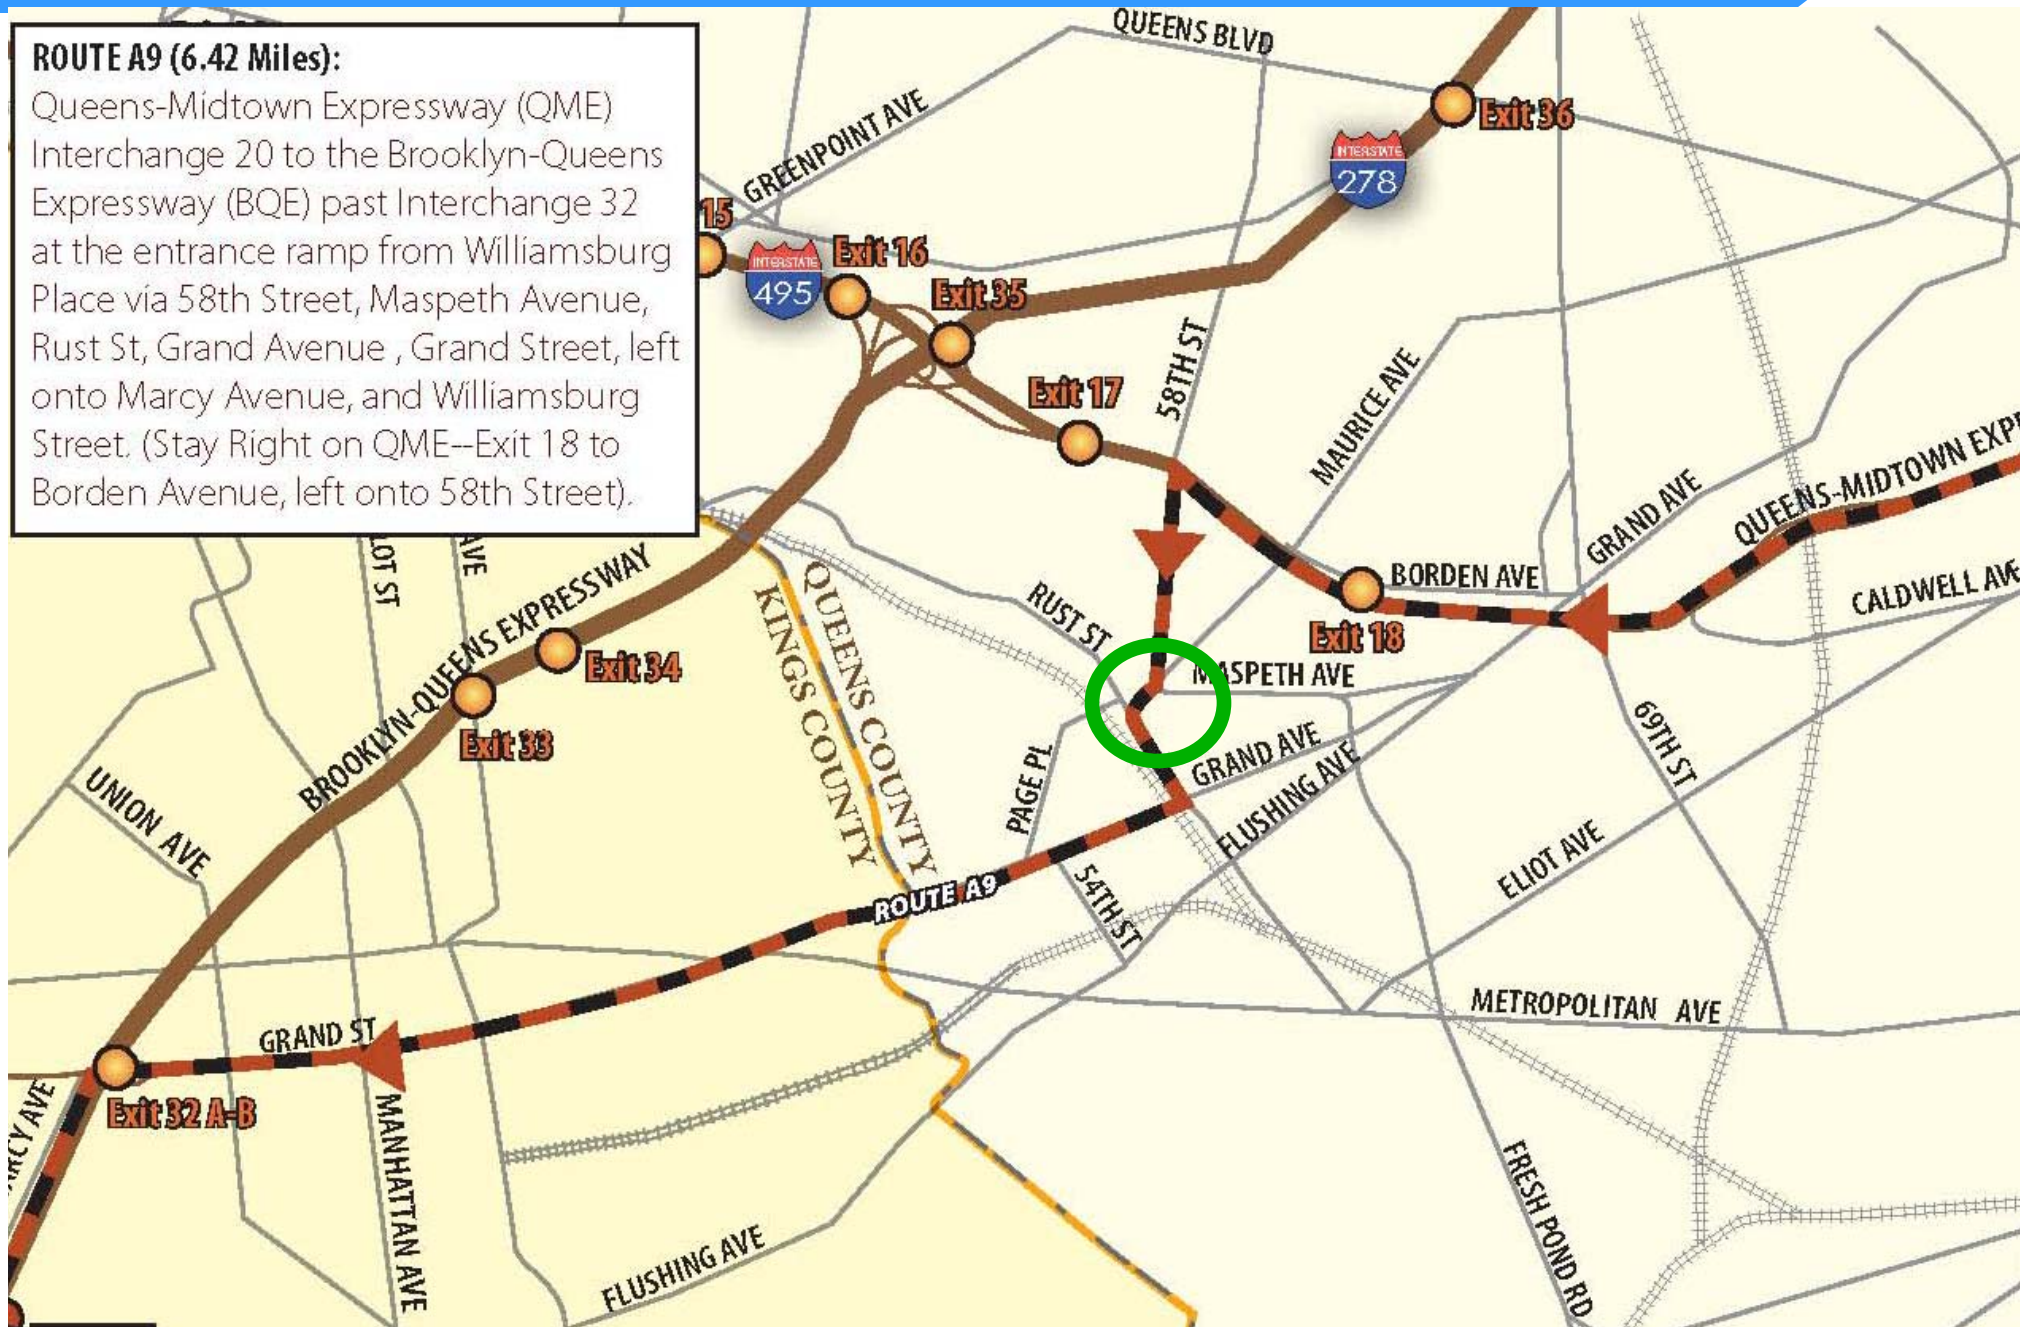 ROUTE A9 (6.42 Miles):
Queens-Midtown Expressway (QME)
Interchange 20 to the Brooklyn-Queens
Expressway (BQE) past Interchange 32
at the entrance ramp from Williamsburg
Place via 58th Street, Maspeth Avenue,
Rust St, Grand Avenue , Grand Street, left
onto Marcy Avenue, and Williamsburg
Street. (Stay Right on QME--Exit 18 to
Borden Avenue, left onto 58th Street).
QUEENS BLVD
Exit 36
GREENPOINT AVE
INTERSTATE
278
15
INTERSTATE
495
Exit 16
Exit 35
58TH ST
Exit 17
MAURICE AVE
GRAND AVE
QUEENS-MIDTOWN EXP
LOT ST
AVE
BROOKLYN-QUEENS EXPRESSWAY
QUEENS COUNTY
KINGS COUNTY
RUST ST
BORDEN AVE
CALDWELL AVE
Exit 18
Exit 34
MASPETH AVE
Exit 33
69TH ST
PAGE PL
GRAND AVE
FLUSHING AVE
UNION AVE
ELIOT AVE
54TH ST
ROUTE A9
METROPOLITAN AVE
GRAND ST
Exit 32 A-B
RCY AVE
MANHATTAN AVE
FRESH POND RD
FLUSHING AVE